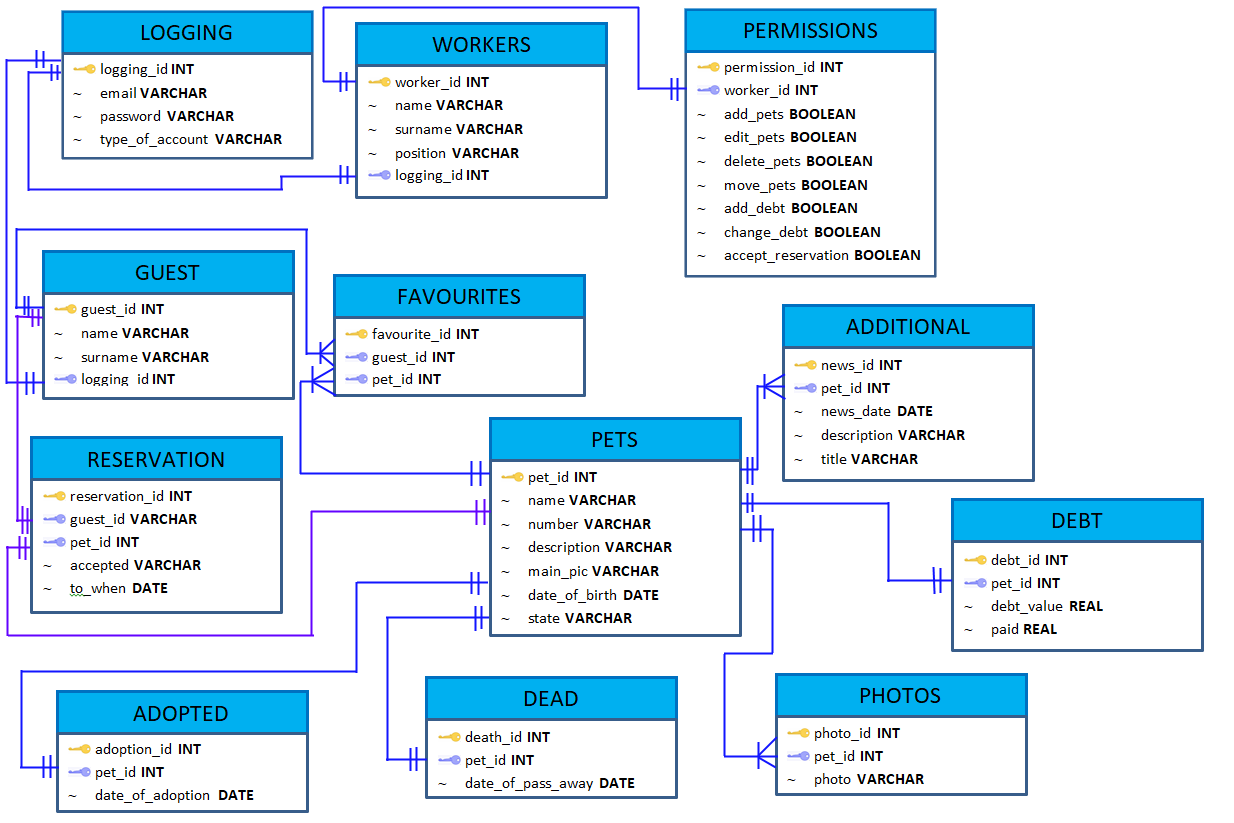 LOGGING
logging_id INT
~ email VARCHAR
~ password VARCHAR
~ type_of_account VARCHAR
WORKERS
worker_id INT
~ name VARCHAR
~ surname VARCHAR
~ position VARCHAR
logging_id INT
PERMISSIONS
permission_id INT
worker_id INT
~ add_pets BOOLEAN
~ edit_pets BOOLEAN
~ delete_pets BOOLEAN
~ move_pets BOOLEAN
~ add_debt BOOLEAN
~ change_debt BOOLEAN
~ accept_reservation BOOLEAN
GUEST
guest_id INT
~ name VARCHAR
~ surname VARCHAR
logging_id INT
FAVOURITES
favourite_id INT
guest_id INT
pet_id INT
ADDITIONAL
news_id INT
pet_id INT
~ news_date DATE
~ description VARCHAR
~ title VARCHAR
RESERVATION
reservation_id INT
guest_id VARCHAR
pet_id INT
~ accepted VARCHAR
~ to_when DATE
PETS
pet_id INT
~ name VARCHAR
~ number VARCHAR
~ description VARCHAR
~ main_pic VARCHAR
~ date_of_birth DATE
~ state VARCHAR
DEBT
debt_id INT
pet_id INT
~ debt_value REAL
~ paid REAL
ADOPTED
adoption_id INT
pet_id INT
~ date_of_adoption DATE
DEAD
death_id INT
pet_id INT
~ date_of_pass_away DATE
PHOTOS
photo_id INT
pet_id INT
~ photo VARCHAR